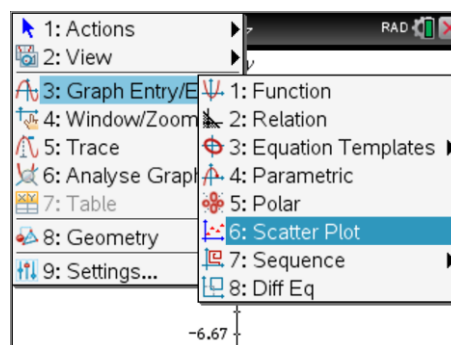 1: Actions
2: View
3: Graph Entry/E
4: Window/Zoom
5: Trace
6: Analyse Grap
7: Table
8: Geometry
9: Settings...
RAD
y
1: Function
2: Relation
3: Equation Templates
4: Parametric
5: Polar
6: Scatter Plot
7: Sequence
8: Diff Eq
-6.67